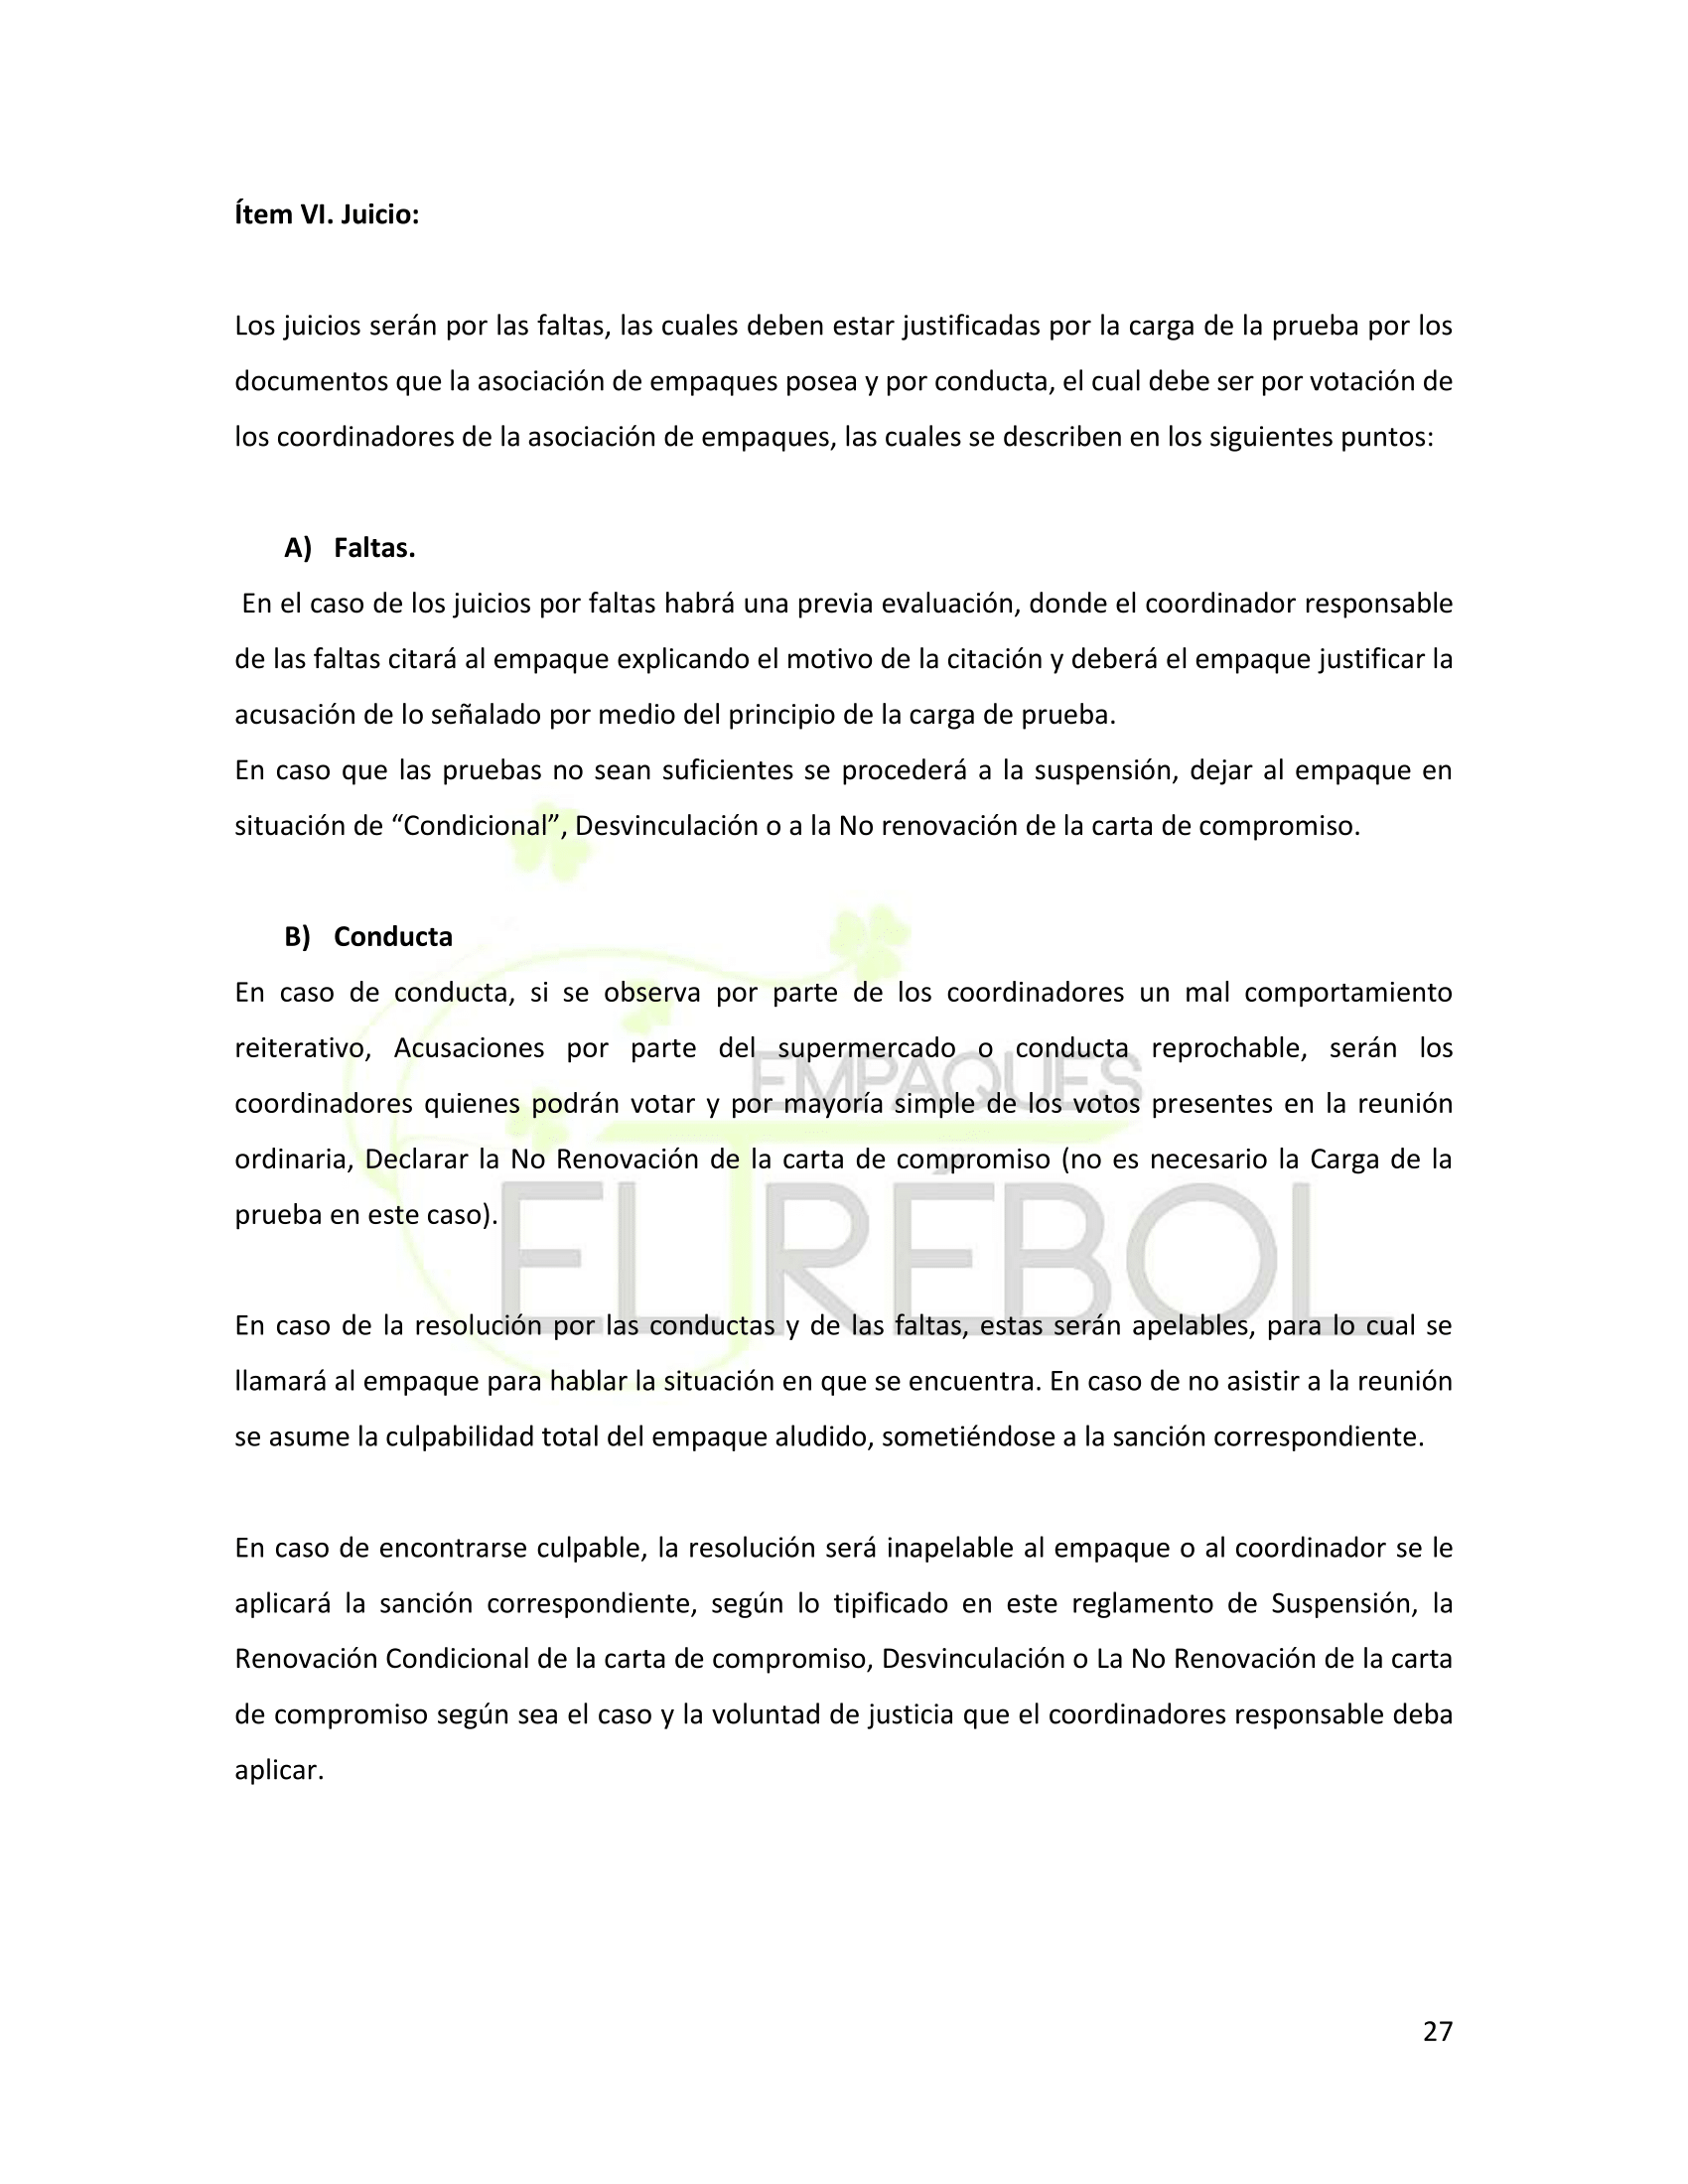 Ítem VI. Juicio:
Los juicios serán por las faltas, las cuales deben estar justificadas por la carga de la prueba por los
documentos que la asociación de empaques posea y por conducta, el cual debe ser por votación de
los coordinadores de la asociación de empaques, las cuales se describen en los siguientes puntos:
A) Faltas.
En el caso de los juicios por faltas habrá una previa evaluación, donde el coordinador responsable
de las faltas citará al empaque explicando el motivo de la citación y deberá el empaque justificar la
acusación de lo señalado por medio del principio de la carga de prueba.
En caso que las pruebas no sean suficientes se procederá a la suspensión, dejar al empaque en
situación de “Condicional”, Desvinculación o a la No renovación de la carta de compromiso.
B) Conducta
En caso de conducta, si se observa por parte de los coordinadores un mal comportamiento
reiterativo, Acusaciones por parte del supermercado o conducta reprochable, serán los
coordinadores quienes podrán votar y por mayoría simple de los votos presentes en la reunión
ordinaria, Declarar la No Renovación de la carta de compromiso (no es necesario la Carga de la
prueba en este caso).
EMPAQUES
EL TRÉBOL
En caso de la resolución por las conductas y de las faltas, estas serán apelables, para lo cual se
llamará al empaque para hablar la situación en que se encuentra. En caso de no asistir a la reunión
se asume la culpabilidad total del empaque aludido, sometiéndose a la sanción correspondiente.
En caso de encontrarse culpable, la resolución será inapelable al empaque o al coordinador se le
aplicará la sanción correspondiente, según lo tipificado en este reglamento de Suspensión, la
Renovación Condicional de la carta de compromiso, Desvinculación o La No Renovación de la carta
de compromiso según sea el caso y la voluntad de justicia que el coordinadores responsable deba
aplicar.
27